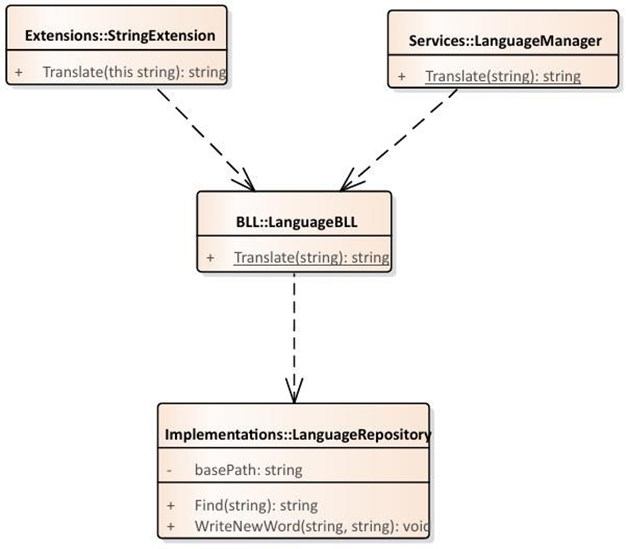 Extensions::StringExtension
+ Translate(this string): string
Services::LanguageManager
+ Translate(string): string
BLL::LanguageBLL
+ Translate(string): string
Implementations::LanguageRepository
- basePath: string
+ Find(string): string
+ WriteNewWord(string, string): void